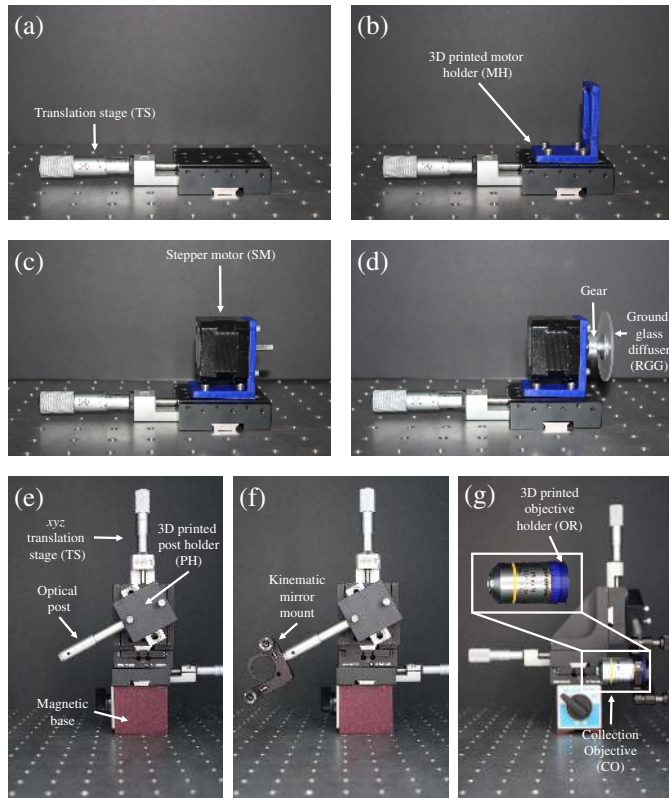 (a)
Translation stage (TS)
(b)
3D printed motor
holder (MH)
(c)
Stepper motor (SM)
(d)
Gear
Ground
glass
diffuser
(RGG)
(e)
xyz
translation
stage (TS)
3D printed
post holder
(PH)
Optical
post
Magnetic
base
(f)
Kinematic
mirror
mount
(g)
3D printed
objective
holder (OR)
Collection
Objective
(CO)